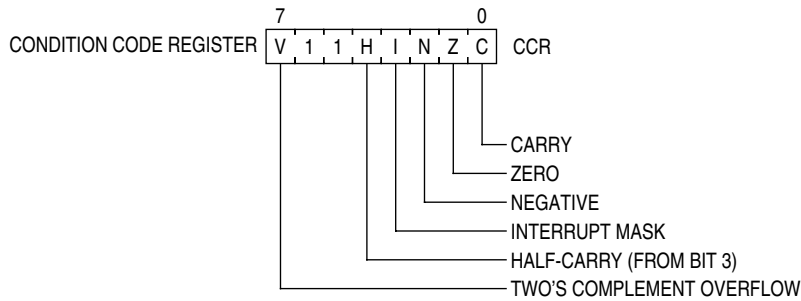 7 0
CONDITION CODE REGISTER V 1 1 H I N Z C CCR
CARRY
ZERO
NEGATIVE
INTERRUPT MASK
HALF-CARRY (FROM BIT 3)
TWO'S COMPLEMENT OVERFLOW